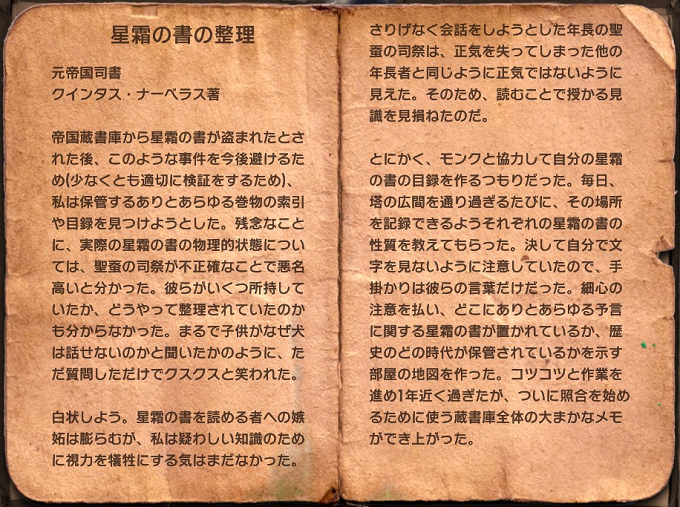 星霜の書の整理
元帝国司書
クインタス・ナーベラス著
帝国蔵書庫から星霜の書が盗まれたとさ
れた後、このような事件を今後避けるた
め(少なくとも適切に検証をするため)、
私は保管するありとあらゆる巻物の索引
や目録を見つけようとした。残念なこと
に、実際の星霜の書の物理的状態につい
ては、聖蚕の司祭が不正確なことで悪名
高いと分かった。彼らがいくつ所持して
いたか、どうやって整理されていたのか
も分からなかった。まるで子供がなぜ犬
は話せないのかと聞いたかのように、た
だ質問しただけでクスクスと笑われた。
白状しよう。星霜の書を読める者への嫉
妬は膨らむが、私は疑わしい知識のため
に視力を犠牲にする気はまだなかった。
さりげなく会話をしようとした年長の聖
蚕の司祭は、正気を失ってしまった他の
年長者と同じように正気ではないように
見えた。そのため、読むことで授かる見
識を見損ねたのだ。
とにかく、モンクと協力して自分の星霜
の書の目録を作るつもりだった。毎日、
塔の広間を通り過ぎるたびに、その場所
を記録できるようそれぞれの星霜の書の
性質を教えてもらった。決して自分で文
字を見ないように注意していたので、手
掛かりは彼らの言葉だけだった。細心の
注意を払い、どこにありとあらゆる予言
に関する星霜の書が置かれているか、歴
史のどの時代が保管されているかを示す
部屋の地図を作った。コツコツと作業を
進め1年近く過ぎたが、ついに照合を始め
るために使う蔵書庫全体の大まかなメモ
ができ上がった。